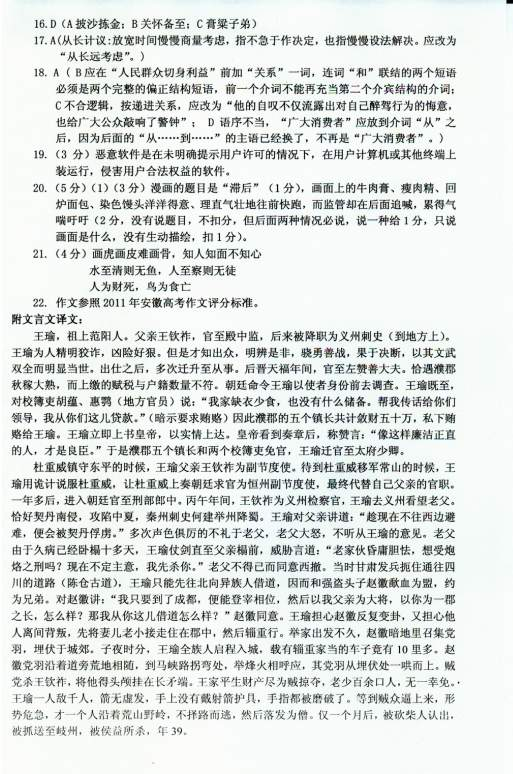 16.D（A 披沙拣金；B 关怀备至；C 膏粱子弟）
17.A(从长计议:放宽时间慢慢商量考虑，指不急于作决定，也指慢慢设法解决。应改为
“从长远考虑”。)
18. A （ B 应在“人民群众切身利益”前加“关系”一词，连词“和”联结的两个短语
必须是两个完整的偏正结构短语，前一个介词不能再充当第二个介宾结构的介词；
C 不合逻辑，按递进关系，应改为“他的自叹不仅流露出对自己醉驾行为的悔意，
也给广大公众敲响了警钟”； D 语序不当，“广大消费者”应放到介词“从”之
后，因为后面的“从……到……”的主语已经换了，不再是“广大消费者”。)
19. （3 分）恶意软件是在未明确提示用户许可的情况下，在用户计算机或其他终端上
装运行，侵害用户合法权益的软件。
20. （5 分）（1）（3 分）漫画的题目是“滞后”（1 分），画面上的牛肉膏、瘦肉精、回
炉面包、染色馒头洋洋得意、理直气壮地往前快跑，而监管却在后面追喊，累得气
喘吁吁（2 分，没有说题目，不扣分，但后面两种情况必说，说一种给 1 分，只说
画面是什么，没有生动描绘，扣 1 分）。
21. （4 分）画虎画皮难画骨，知人知面不知心
水至清则无鱼，人至察则无徒
人为财死，鸟为食亡
22. 作文参照 2011 年安徽高考作文评分标准。
附文言文译文：
王瑜，祖上范阳人。父亲王钦祚，官至殿中监，后来被降职为义州刺史（到地方上）。
王瑜为人精明狡诈，凶险好狠。但是才知出众，明辨是非，骁勇善战，果于决断，以其文武
双全而明显当世。出仕之后，多次迁升至从事。后晋天福年间，官至左赞善大夫。恰遇濮郡
秋稼大熟，而上缴的赋税与户籍数量不符。朝廷命令王瑜以使者身份前去调查。王瑜既至，
对校簿吏胡蕴、惠鹗（地方官员）说：“我家缺衣少食，也没有什么储备。帮我传话给你们
领导，我从你们这儿贷款。”（暗示要求贿赂）因此濮郡的五个镇长共计敛财五十万，私下贿
赂给王瑜。王瑜立即上书皇帝，以实情上达。皇帝看到奏章后，称赞言：“像这样廉洁正直
的人，才是良臣。”于是濮郡五个镇长和两个校簿吏免官，王瑜迁官至太府少卿。
杜重威镇守东平的时候，王瑜父亲王钦祚为副节度使。待到杜重威移军常山的时候，王
瑜用诡计说服杜重威，让杜重威上奏朝廷求官为恒州副节度使，最终代替自己父亲的官职。
一年多后，进入朝廷官至刑部郎中。丙午年间，王钦祚为义州检察官，王瑜去义州看望老父。
恰好契丹南侵，攻陷中夏，秦州刺史何建举州降蜀。王瑜对父亲讲道：“趁现在不往西边避
难，便会被契丹俘虏。”多次声色俱厉的不礼于老父，老父大怒，不听从王瑜的意见。老父
由于久病已经卧榻十多天，王瑜仗剑直至父亲榻前，威胁言道：“老家伙昏庸胆怯，想受炮
烙之刑吗？现在不定主意，我先杀你。”老父不得已而同意西撤。当时甘肃发兵扼住通往四
川的道路（陈仓古道），王瑜只能先往北向异族人借道，因而和强盗头子赵徽歃血为盟，约
为兄弟。对赵徽讲：“我只要到了成都，便能登宰相位，然后以我父亲为大将，以你为一郡
之长，怎么样？那我从你这儿借道怎么样？”赵徽同意。王瑜担心赵徽反复变卦，又担心他
人离间背叛，先将妻儿老小接走住在郡中，然后辎重行。举家出发不久，赵徽暗地里召集党
羽，埋伏于城郊。子夜时分，王瑜全族人启程入城，载有辎重家当的车子竟有 10 里多。赵
徽党羽沿着道旁荒地相随，到马峡路拐弯处，举烽火相呼应，其党羽从埋伏处一哄而上。贼
党杀王钦祚，将他得头颅挂在长矛端。王家平生财产尽为贼掠夺，老少百余口人，无一幸免。
王瑜一人敌千人，箭无虚发，手上没有戴射箭护具，手指都被磨破了。等到贼众逼上来，形
势危急，才一个人沿着荒山野岭，不择路而逃，然后落发为僧。仅一个月后，被砍柴人认出，
被抓送至岐州，被侯益所杀，年 39。